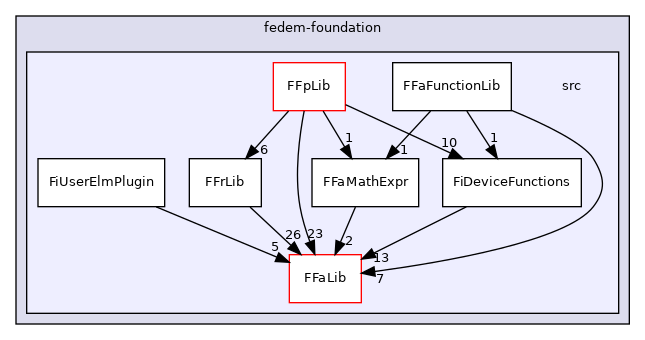 fedem-foundation
FFpLib
FFaFunctionLib
src
6
1
10
1
1
FiUserElmPlugin
FFrLib
FFaMathExpr
FiDeviceFunctions
5
26
23
2
13
7
FFaLib